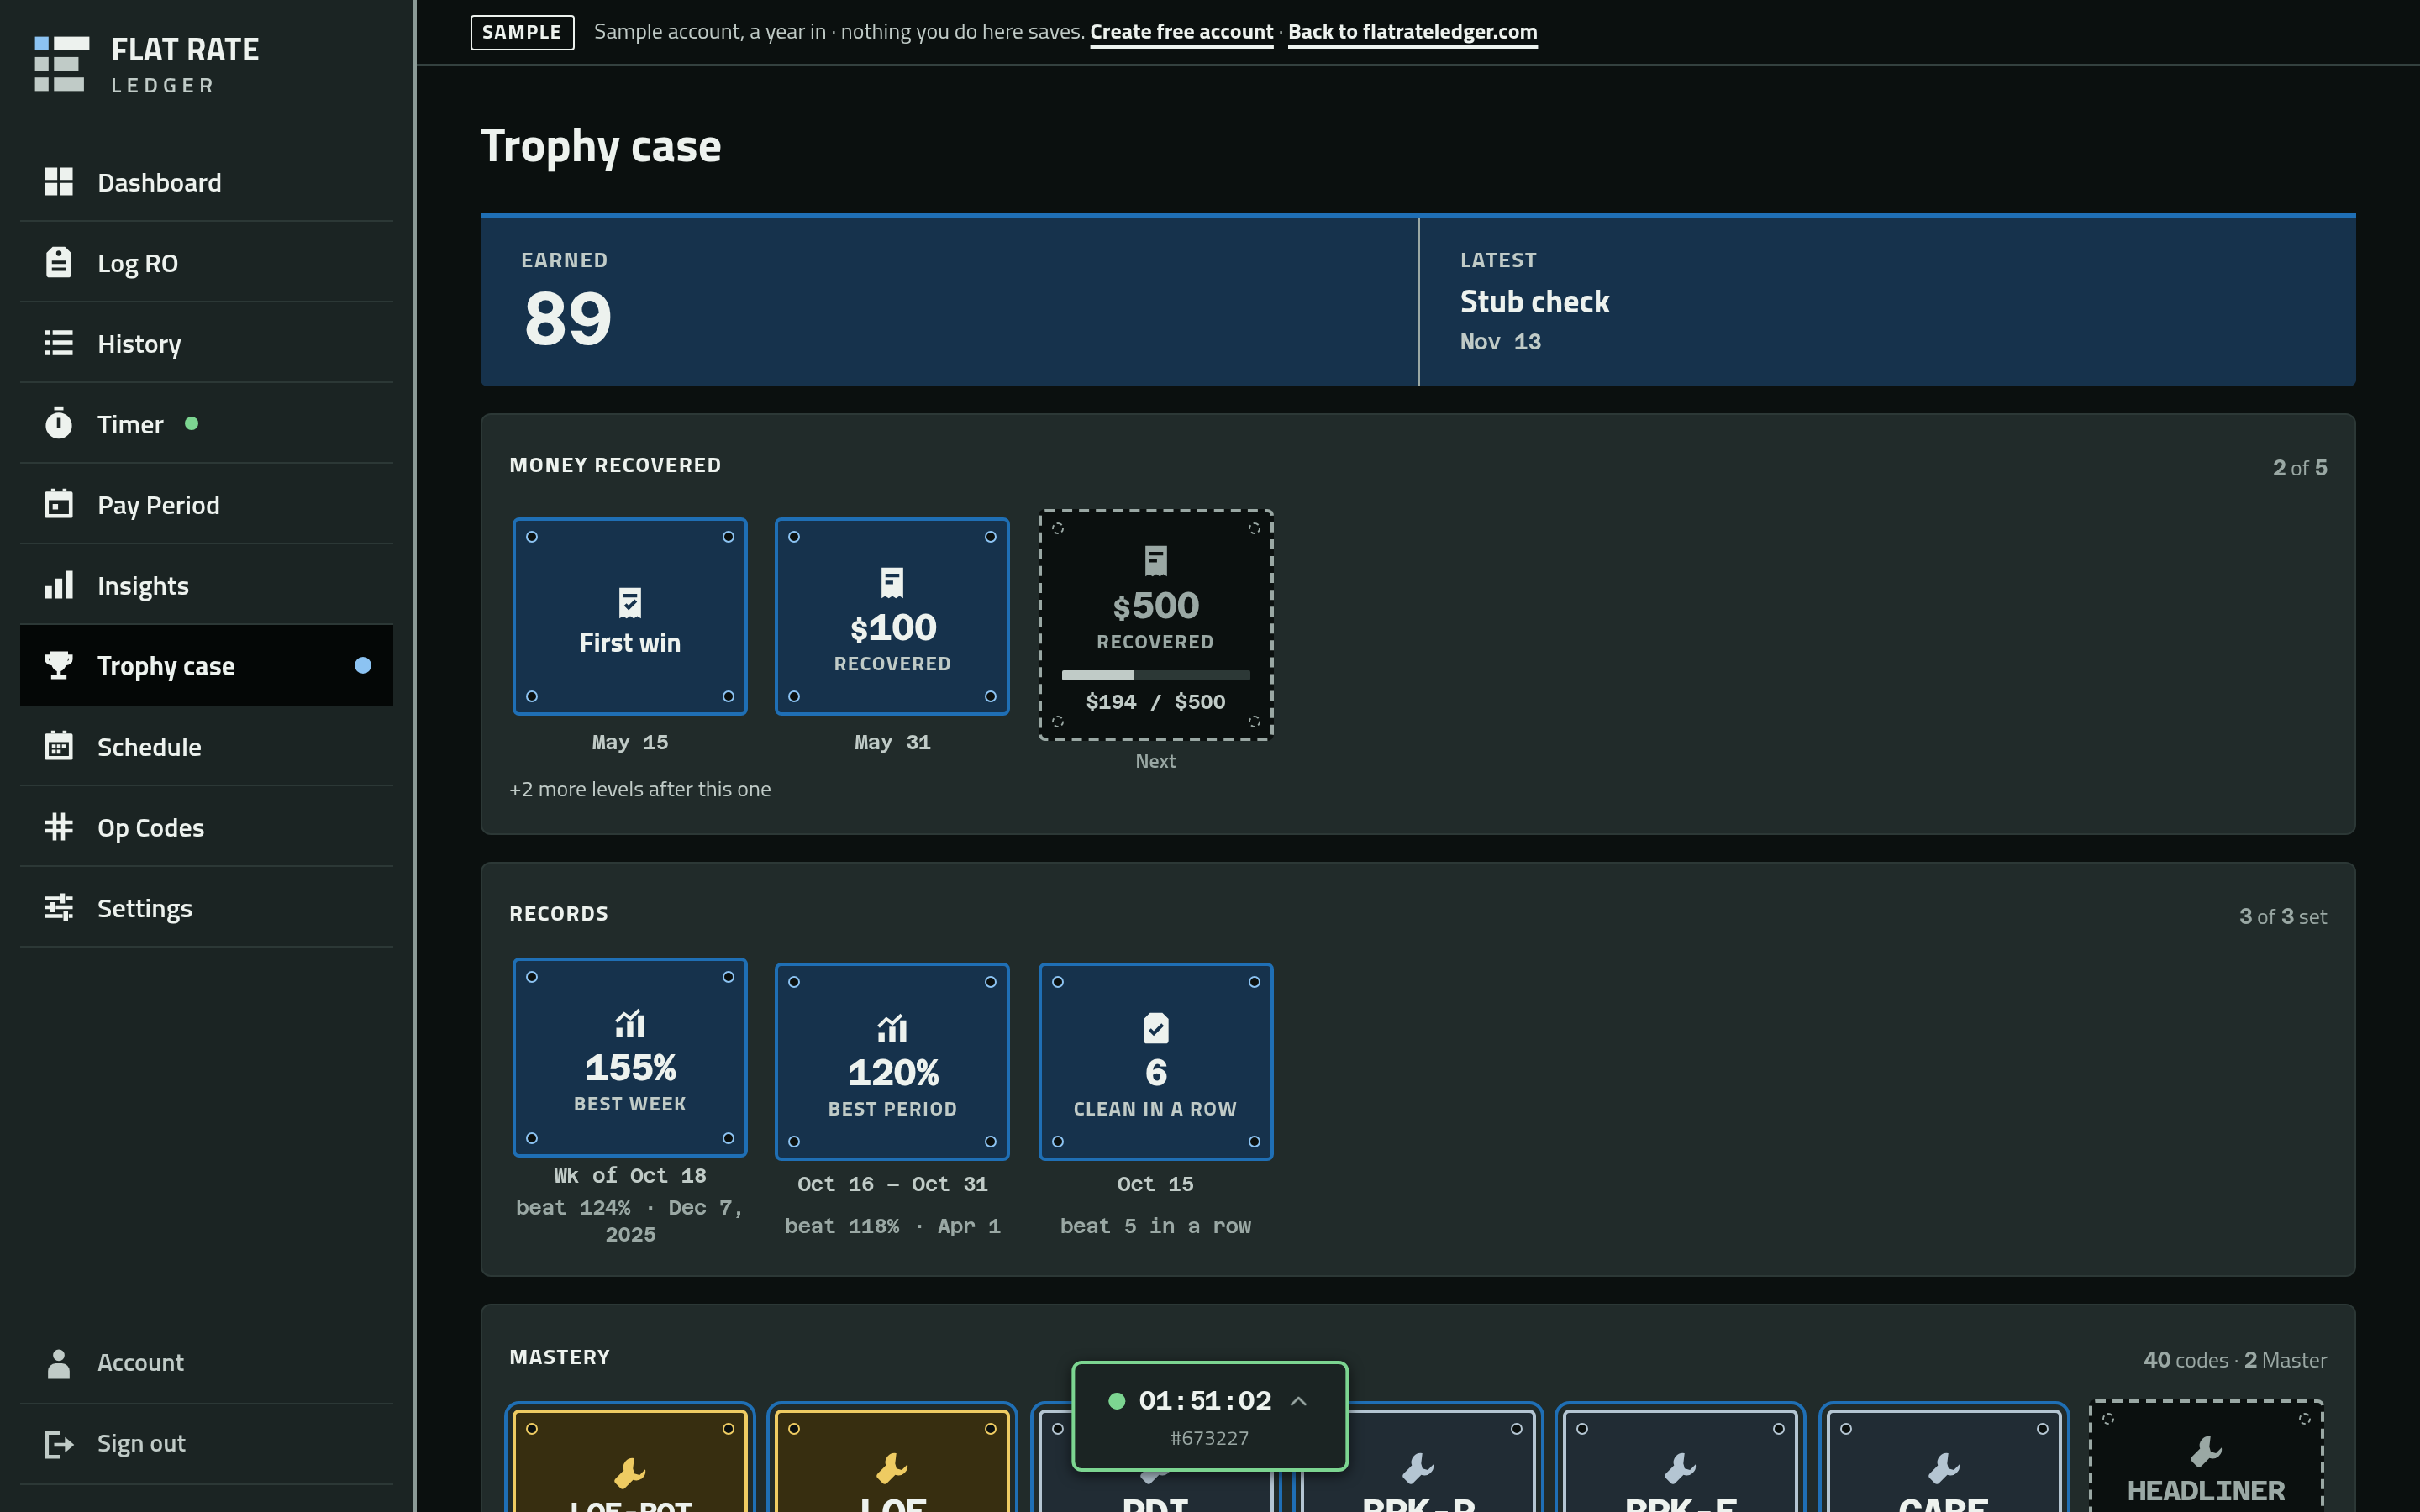 FLAT RATE
LEDGER
Dashboard
Log RO
History
Timer
Pay Period
Insights
Trophy case
Schedule
Op Codes
Settings
Account
Sign out
SAMPLE Sample account, a year in · nothing you do here saves. Create free account · Back to flatrateledger.com
Trophy case
EARNED
89
LATEST
Stub check
Nov 13
MONEY RECOVERED
2 of 5
First win
May 15
$100
RECOVERED
May 31
$500
RECOVERED
$194 / $500
Next
+2 more levels after this one
RECORDS
3 of 3 set
155%
BEST WEEK
Wk of Oct 18
beat 124% · Dec 7,
2025
120%
BEST PERIOD
Oct 16 – Oct 31
beat 118% · Apr 1
6
CLEAN IN A ROW
Oct 15
beat 5 in a row
MASTERY
40 codes · 2 Master
01:51:02
#673227
HEADLINER